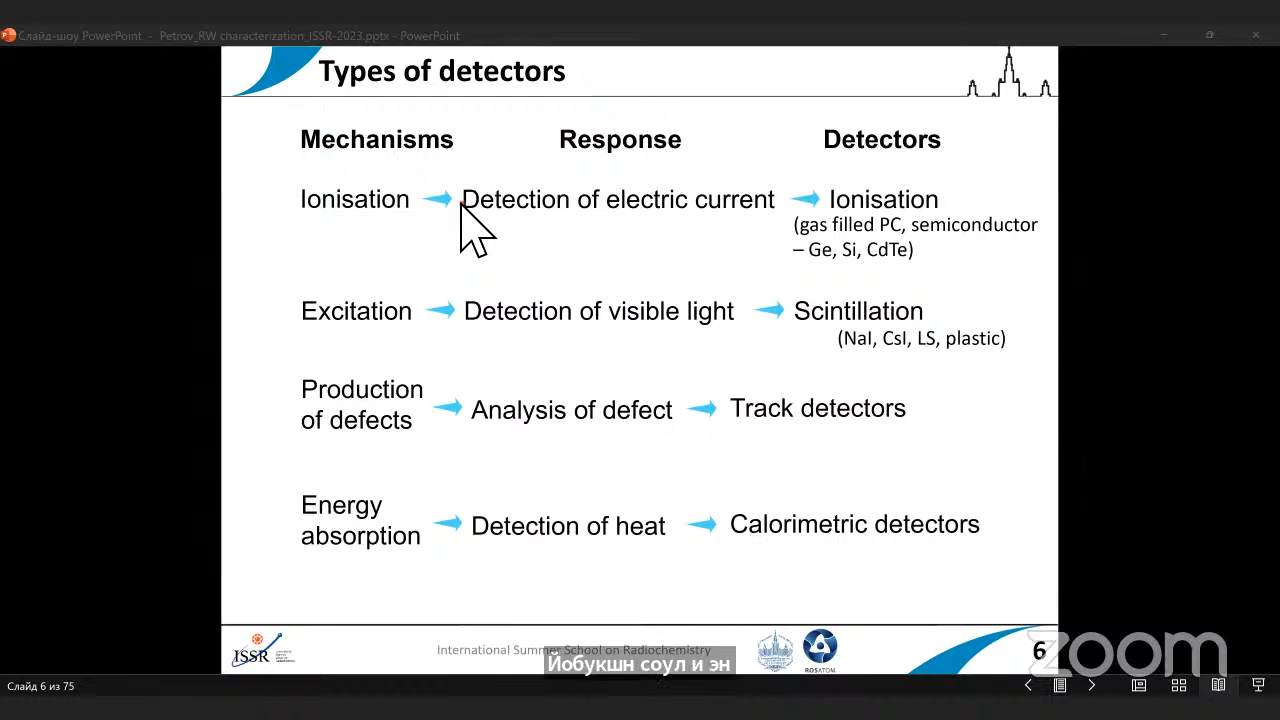 Слайд-шоу PowerPoint - Petrov_RW characterization_ISSR-2023.pptx - PowerPoint
Types of detectors
Mechanisms Response Detectors
Ionisation Detection of electric current Ionisation
(gas filled PC, semiconductor
– Ge, Si, CdTe)
Excitation Detection of visible light Scintillation
(NaI, CsI, LS, plastic)
Production
of defects
Analysis of defect Track detectors
Energy
absorption
Detection of heat Calorimetric detectors
ISSR
International Summer School on Radiochemistry
ROSATOM
6
zoom
Йобукшн соул и эн
Слайд 6 из 75